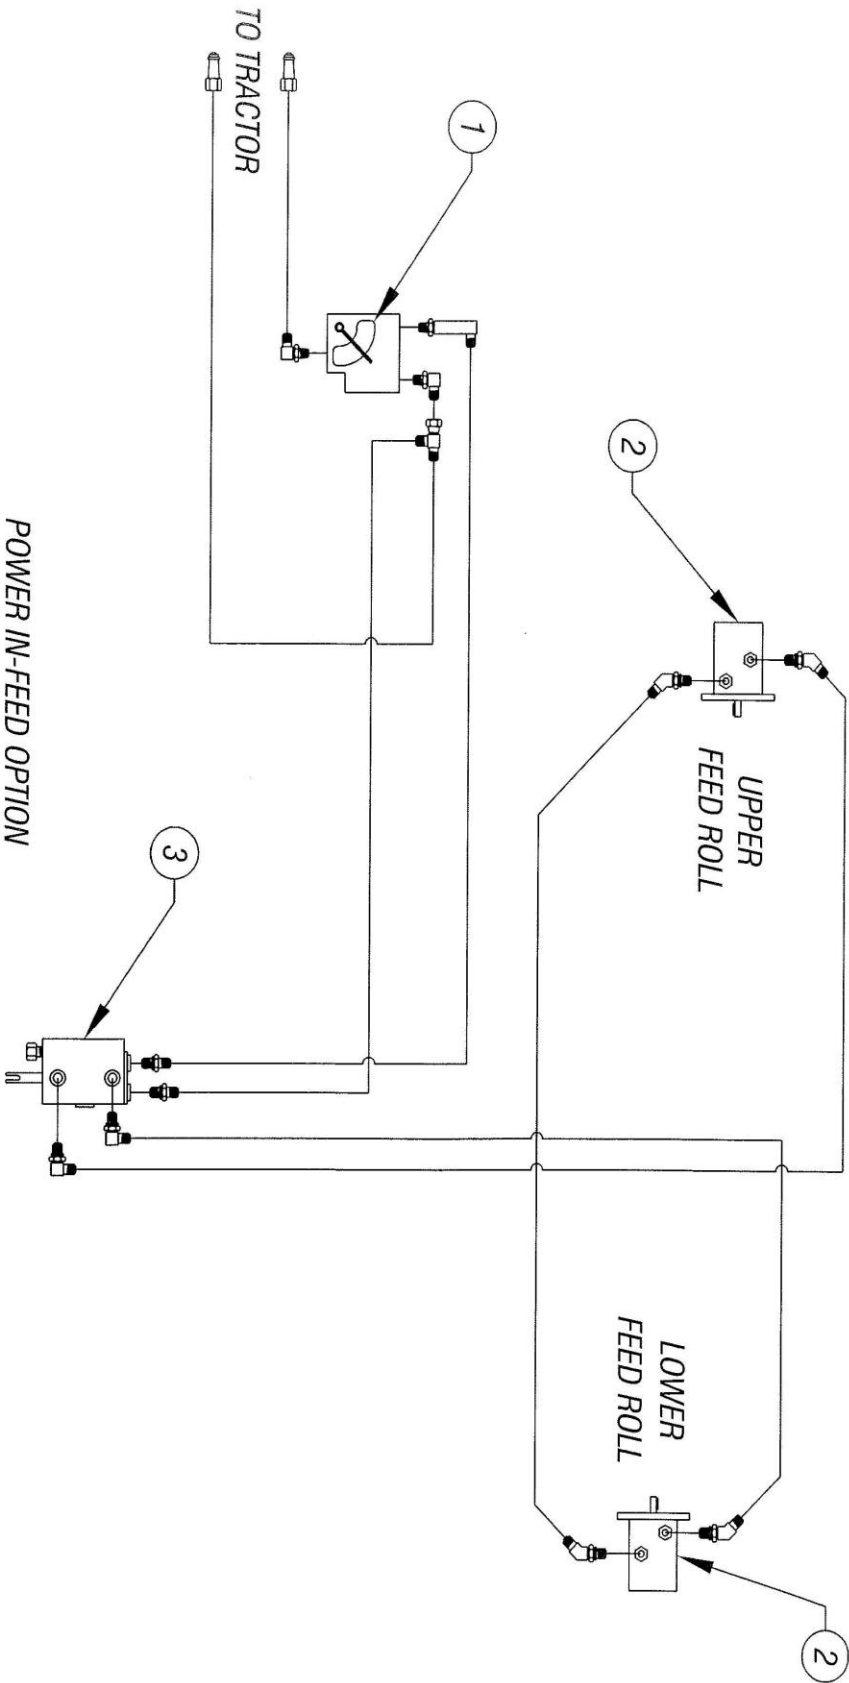 TO TRACTOR
1
2
UPPER
FEED ROLL
LOWER
FEED ROLL
2
3
POWER IN-FEED OPTION